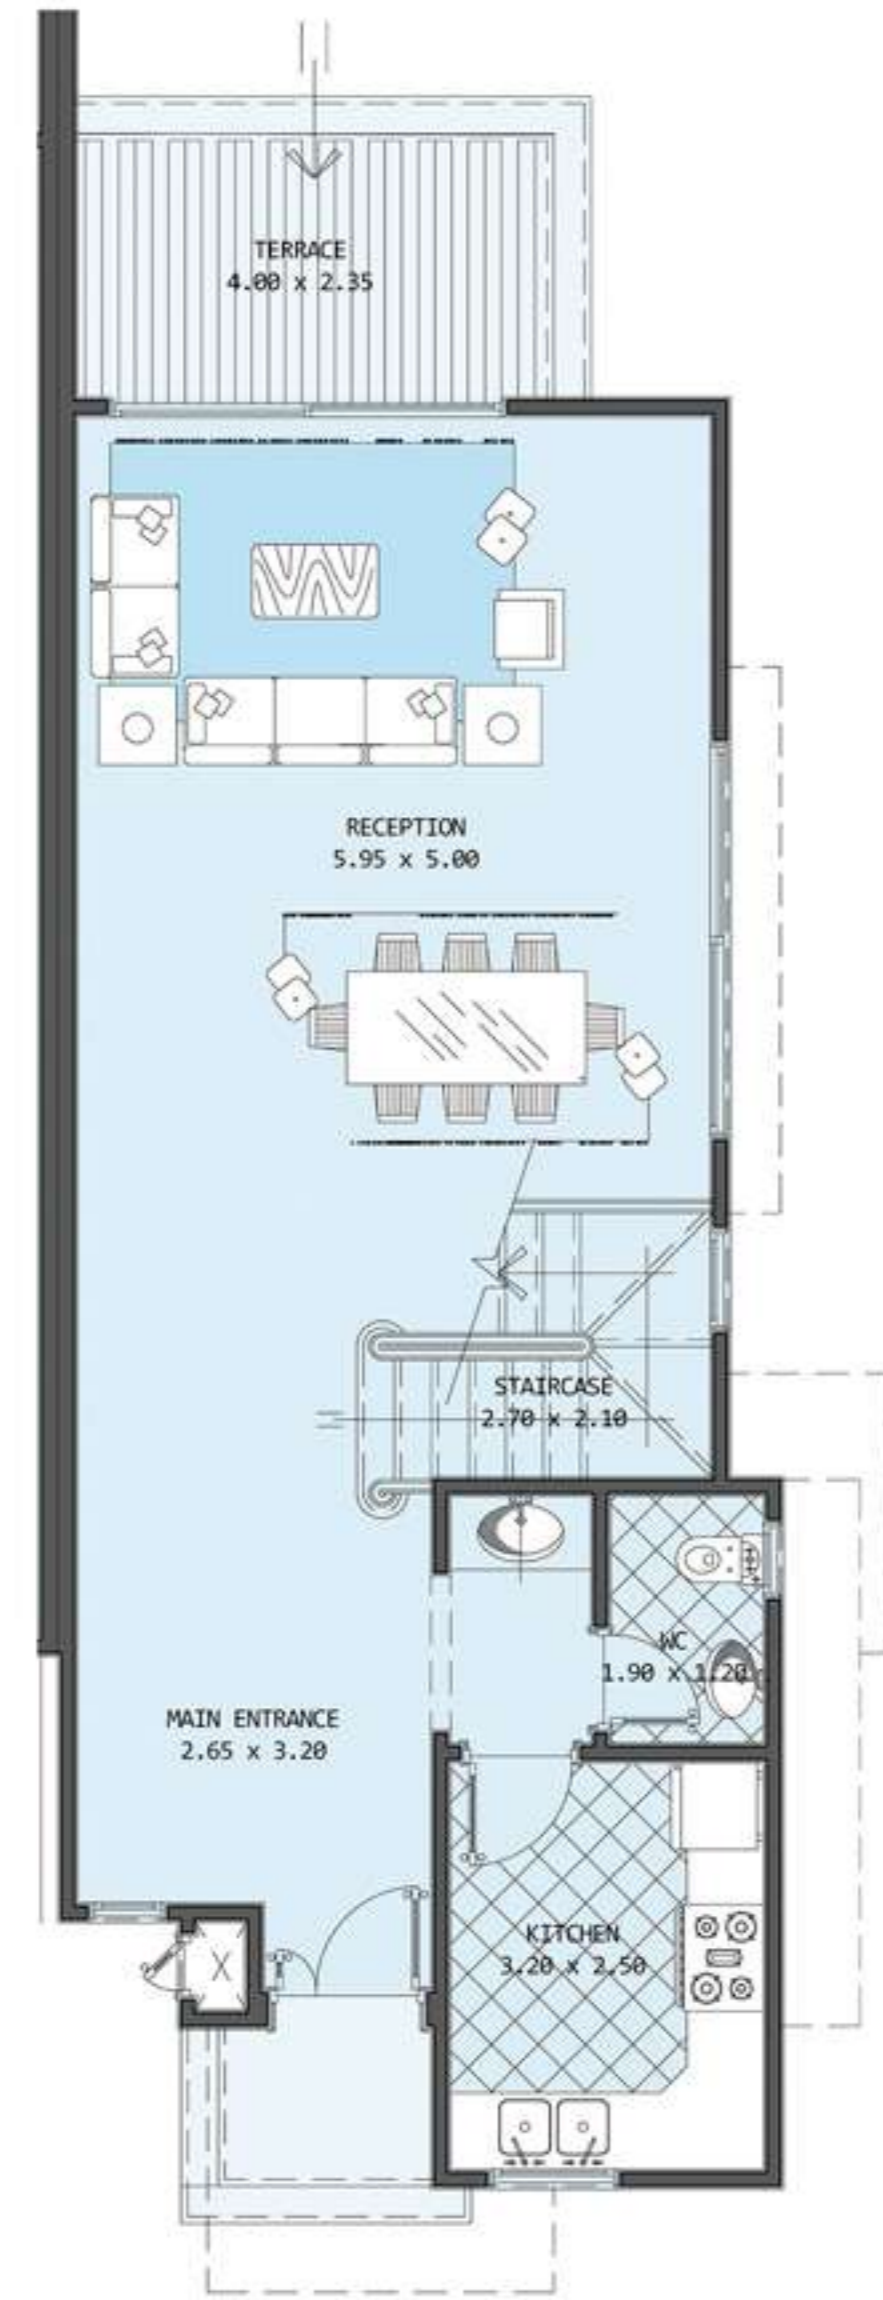 TERRACE
4.00 x 2.35
RECEPTION
5.95 x 5.00
STAIRCASE
2.70 x 2.10
WC
1.90 x 1.20
MAIN ENTRANCE
2.65 x 3.20
KITCHEN
3.20 x 2.50